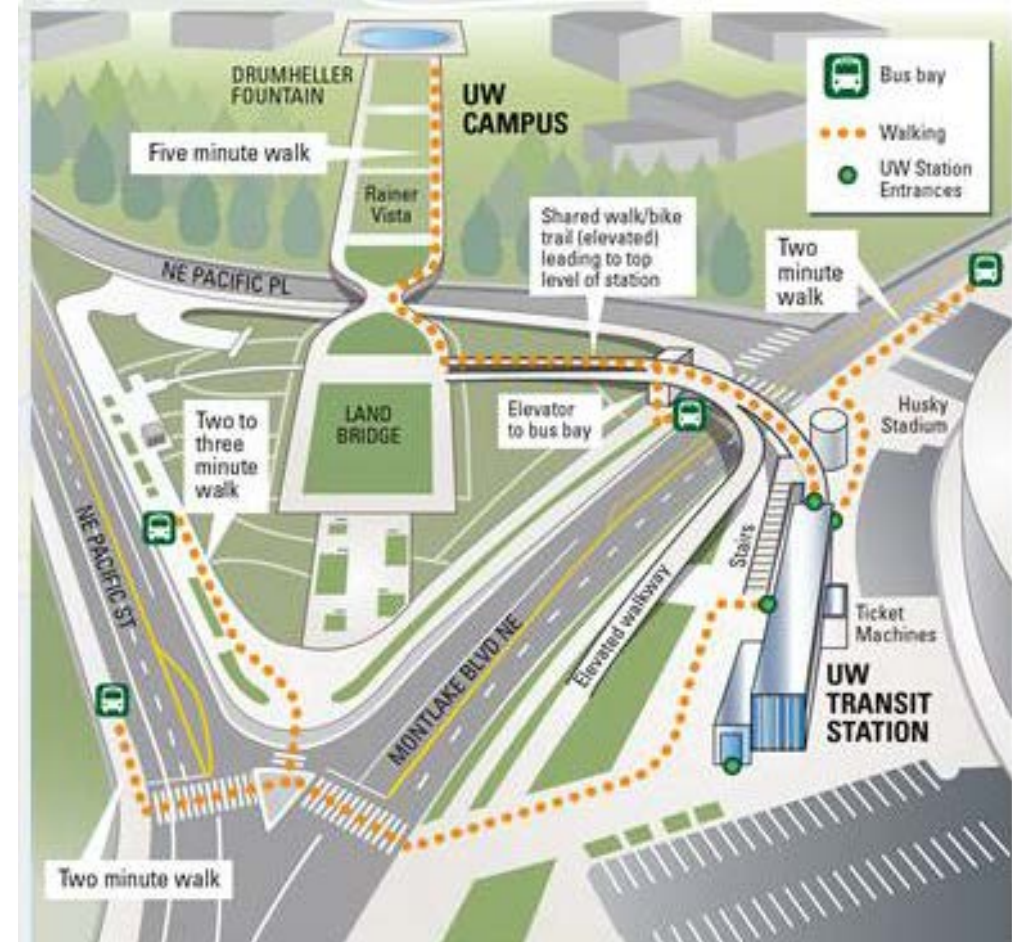 DRUMHELLER
FOUNTAIN
UW
CAMPUS
Bus bay
Walking
UW Station
Entrances
Five minute walk
Rainer
Vista
Shared walk/bike
trail (elevated)
leading to top
level of station
Two
minute
walk
NE PACIFIC PL
Two to
three
minute
walk
LAND
BRIDGE
Elevator
to bus bay
Husky
Stadium
NE PACIFIC ST
Stairs
Elevated walkway
MONTLAKE BLVD NE
Ticket
Machines
UW
TRANSIT
STATION
Two minute walk